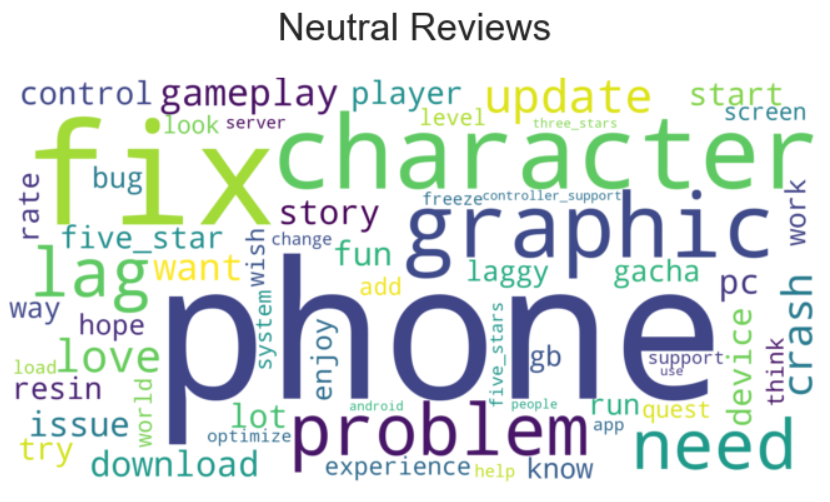 Neutral Reviews
control gameplay player update start
look server level three_stars screen
fix character
rate bug freeze controller_support work
story graphic
five_star wish change fun
lag want laggy gacha pc crash
way add
hope phone
system enjoy gb five_stars support device think
load love use
resin world
issue lot android people run quest
try optimize problem app need
download experience help know